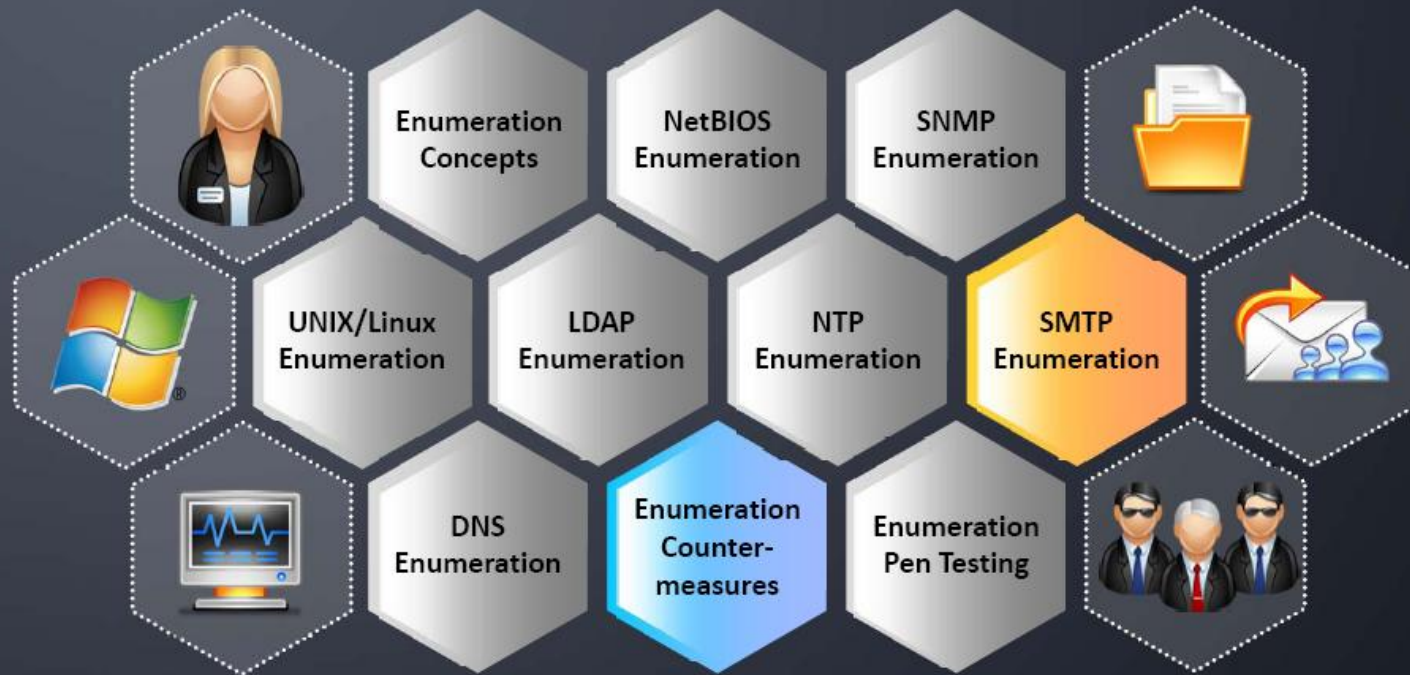 Enumeration
Concepts
NetBIOS
Enumeration
SNMP
Enumeration
UNIX/Linux
Enumeration
LDAP
Enumeration
NTP
Enumeration
SMTP
Enumeration
®
DNS
Enumeration
Enumeration
Counter-
measures
Enumeration
Pen Testing